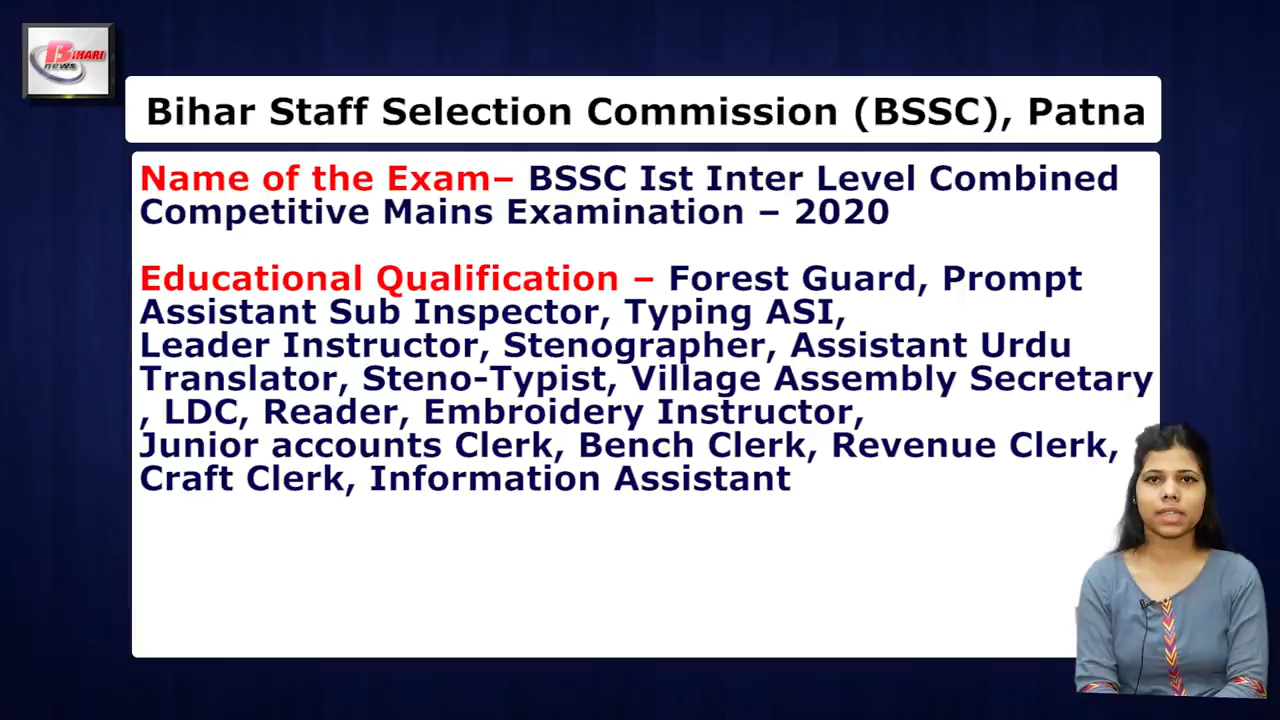 BIHARI
news
Bihar Staff Selection Commission (BSSC), Patna
Name of the Exam– BSSC Ist Inter Level Combined
Competitive Mains Examination – 2020
Educational Qualification – Forest Guard, Prompt
Assistant Sub Inspector, Typing ASI,
Leader Instructor, Stenographer, Assistant Urdu
Translator, Steno-Typist, Village Assembly Secretary
, LDC, Reader, Embroidery Instructor,
Junior accounts Clerk, Bench Clerk, Revenue Clerk,
Craft Clerk, Information Assistant